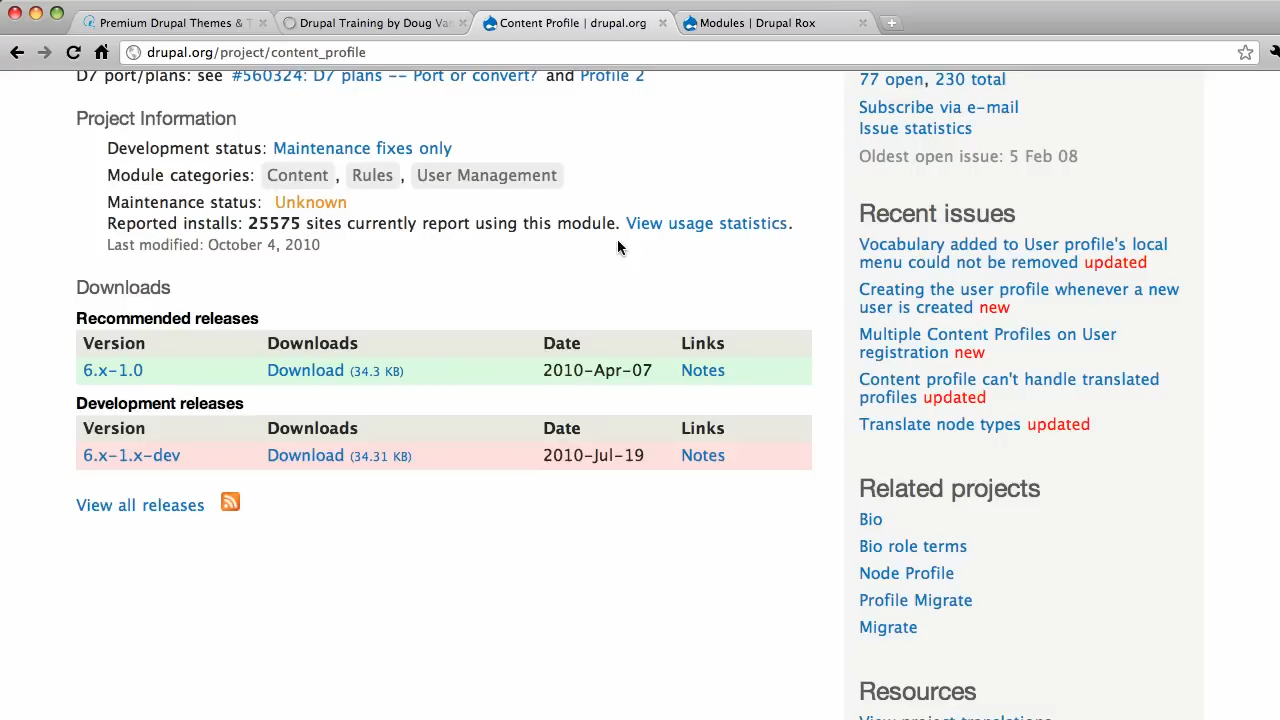 Premium Drupal Themes & T
Drupal Training by Doug Van
Content Profile | drupal.org
Modules | Drupal Rox
drupal.org/project/content_profile
D7 port/plans: see #560324: D7 plans -- Port or convert? and Profile 2
Project Information
Development status: Maintenance fixes only
Module categories: Content , Rules , User Management
Maintenance status: Unknown
Reported installs: 25575 sites currently report using this module. View usage statistics.
Last modified: October 4, 2010
Downloads
Recommended releases
Version Downloads Date Links
6.x-1.0 Download (34.3 KB) 2010-Apr-07 Notes
Development releases
Version Downloads Date Links
6.x-1.x-dev Download (34.31 KB) 2010-Jul-19 Notes
View all releases
77 open, 230 total
Subscribe via e-mail
Issue statistics
Oldest open issue: 5 Feb 08
Recent issues
Vocabulary added to User profile's local
menu could not be removed updated
Creating the user profile whenever a new
user is created new
Multiple Content Profiles on User
registration new
Content profile can't handle translated
profiles updated
Translate node types updated
Related projects
Bio
Bio role terms
Node Profile
Profile Migrate
Migrate
Resources
View project translations